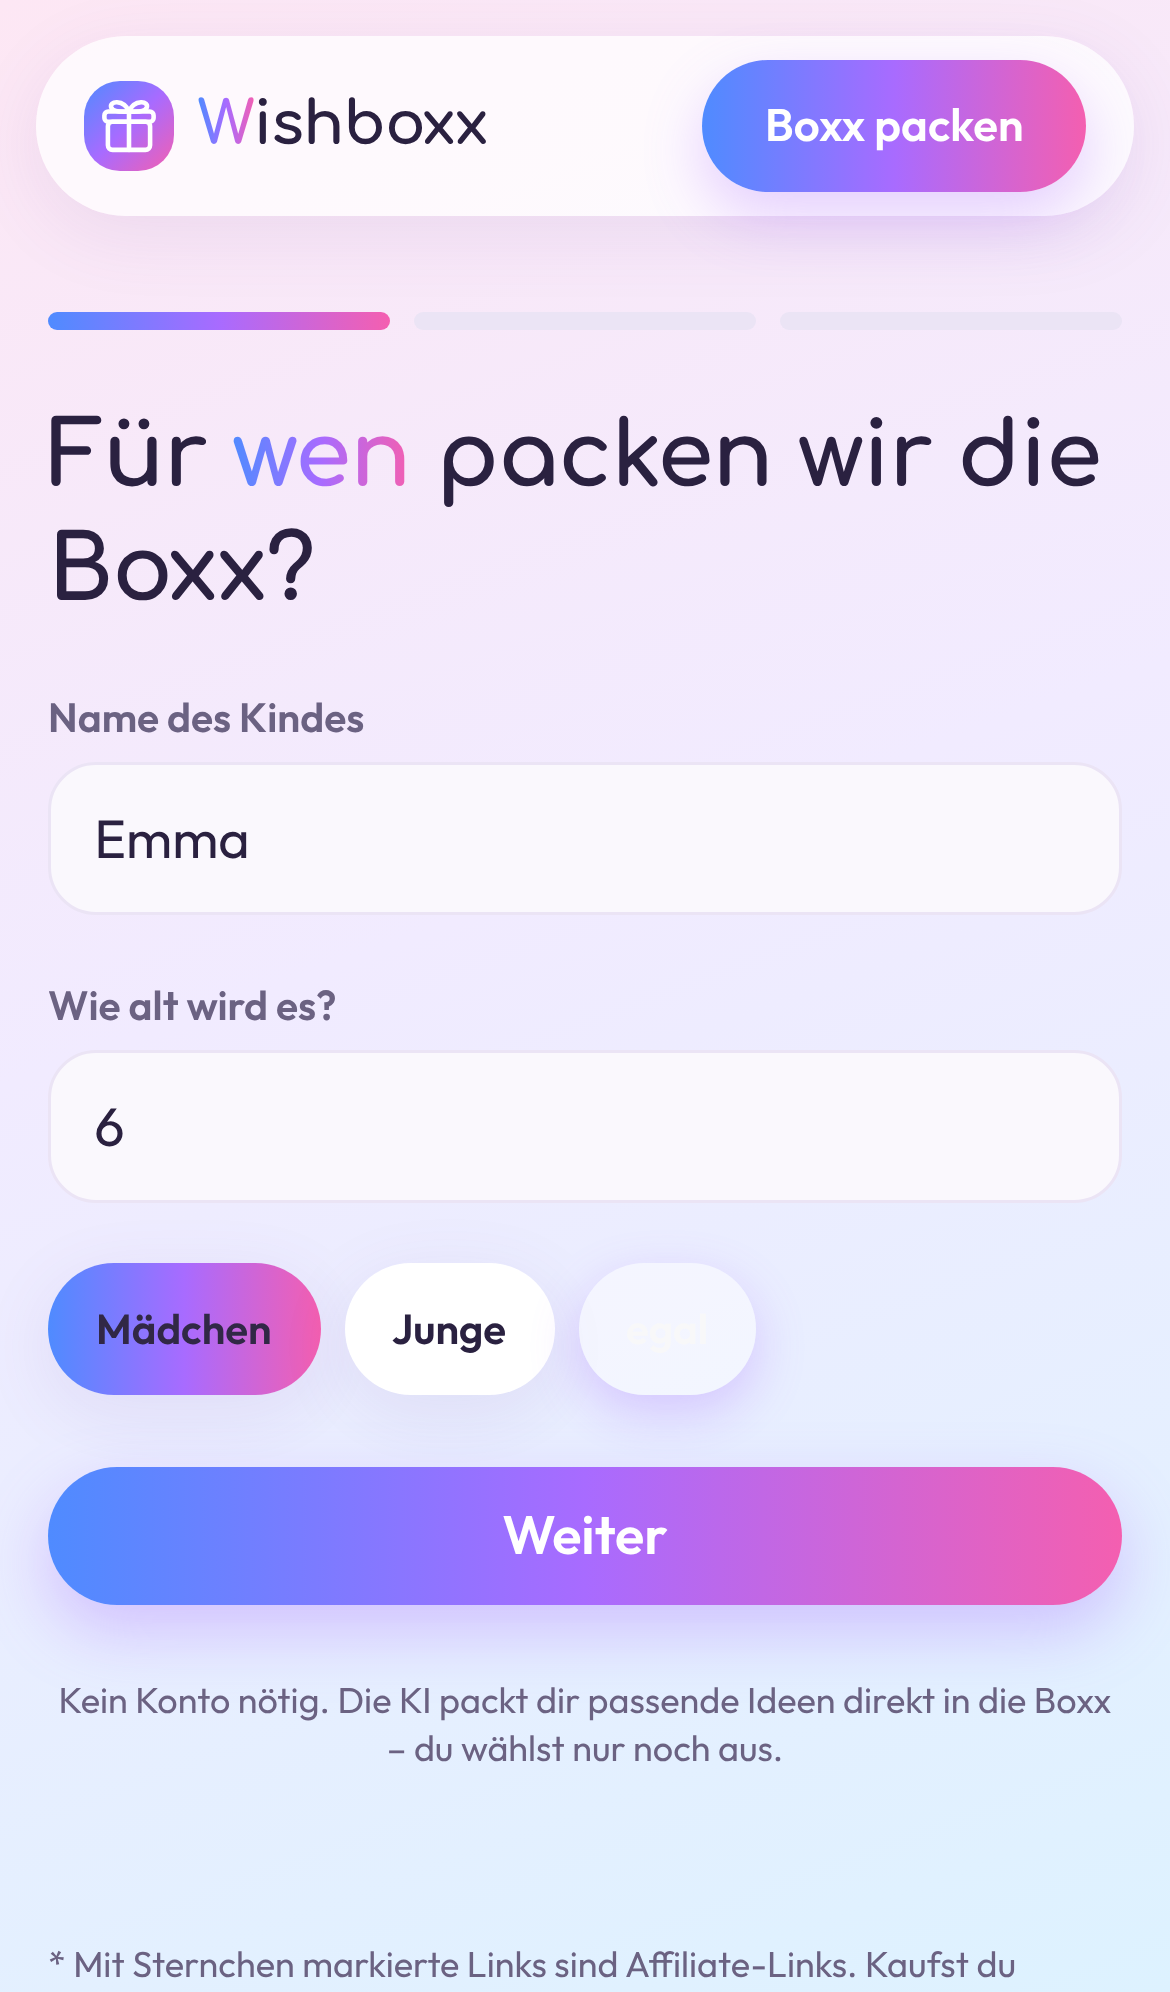 Wishboxx
Boxx packen
Für wen packen wir die
Boxx?
Name des Kindes
Emma
Wie alt wird es?
6
Mädchen
Junge
egal
Weiter
Kein Konto nötig. Die KI packt dir passende Ideen direkt in die Boxx
– du wählst nur noch aus.
* Mit Sternchen markierte Links sind Affiliate-Links. Kaufst du